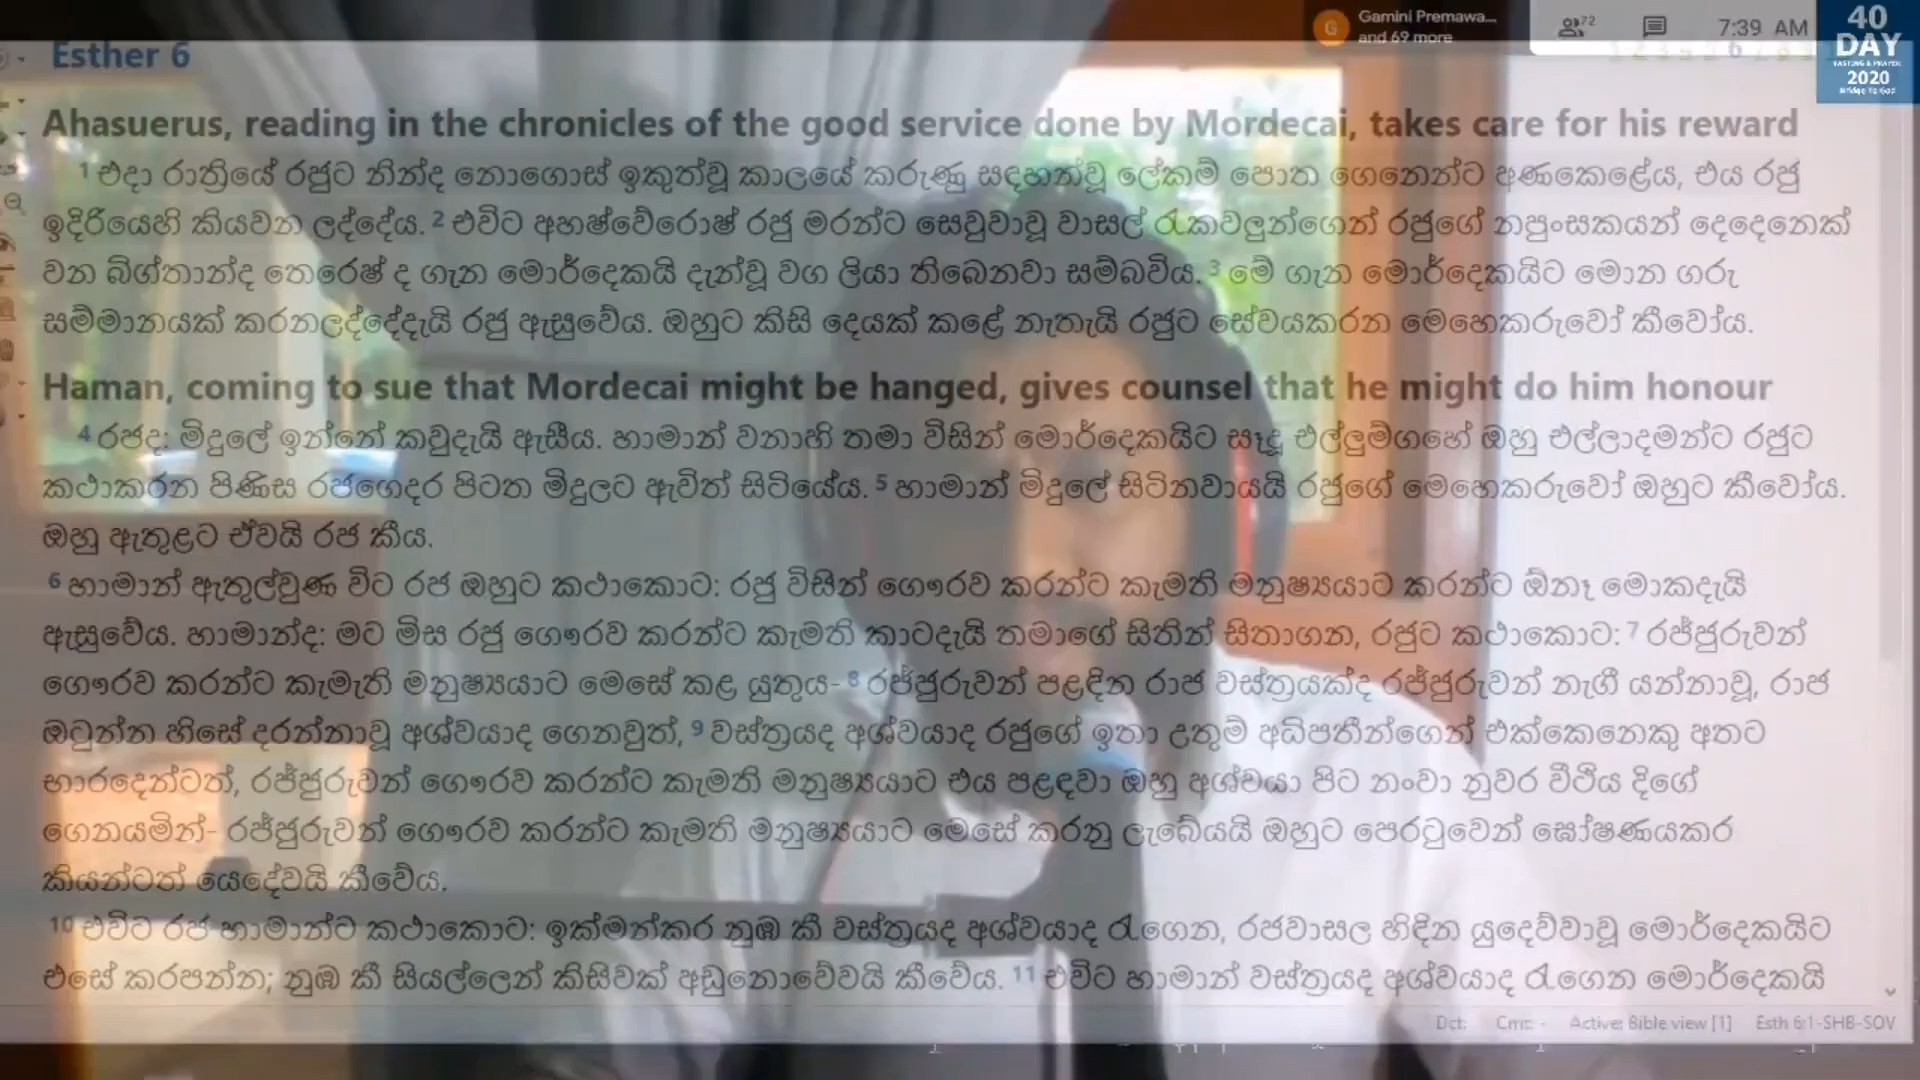 Gamini Premawa...
and 69 more
72
7:39 AM
40
DAY
FASTING & PRAYER
2020
Bridge To God
Esther 6
Ahasuerus, reading in the chronicles of the good service done by Mordecai, takes care for his reward
1 එදා රාත්‍රියේ රජුට නින්ද නොගොස් ඉකුත්වූ කාලයේ කරුණු සඳහන්වූ ලේකම් පොත ගෙනෙන්ට අණකෙළේය, එය රජු
ඉදිරියෙහි කියවන ලද්දේය. 2 එවිට අහෂ්වේරොෂ් රජු මරන්ට සෙවුවාවූ වාසල් රැකවලුන්ගෙන් රජුගේ නපුංසකයන් දෙදෙනෙක්
වන බිග්තාන්ද තෙරෙෂ් ද ගැන මොර්දෙකයි දැන්වූ වග ලියා තිබෙනවා සම්බවිය. 3 මේ ගැන මොර්දෙකයිට මොන ගරු
සම්මානයක් කරනලද්දේදැයි රජු ඇසුවේය. ඔහුට කිසි දෙයක් කළේ නැතැයි රජුට සේවයකරන මෙහෙකරුවෝ කීවෝය.
Haman, coming to sue that Mordecai might be hanged, gives counsel that he might do him honour
4 රජද: මිදුලේ ඉන්නේ කවුදැයි ඇසීය. හාමාන් වනාහි තමා විසින් මොර්දෙකයිට සෑදූ එල්ලුම්ගහේ ඔහු එල්ලාදමන්ට රජුට
කථාකරන පිණිස රජගෙදර පිටත මිදුලට ඇවිත් සිටියේය. 5 හාමාන් මිදුලේ සිටිනවායයි රජුගේ මෙහෙකරුවෝ ඔහුට කීවෝය.
ඔහු ඇතුළට ඒවයි රජ කීය.
6 හාමාන් ඇතුල්වුණ විට රජ ඔහුට කථාකොට: රජු විසින් ගෞරව කරන්ට කැමති මනුෂ්‍යයාට කරන්ට ඕනෑ මොකදැයි
ඇසුවේය. හාමාන්ද: මට මිස රජු ගෞරව කරන්ට කැමති කාටදැයි තමාගේ සිතින් සිතාගන, රජුට කථාකොට: 7 රජ්ජුරුවන්
ගෞරව කරන්ට කැමැති මනුෂ්‍යයාට මෙසේ කළ යුතුය- 8 රජ්ජුරුවන් පළඳින රාජ වස්ත්‍රයක්ද රජ්ජුරුවන් නැගී යන්නාවූ, රාජ
ඔටුන්න හිසේ දරන්නාවූ අශ්වයාද ගෙනවුත්, 9 වස්ත්‍රයද අශ්වයාද රජුගේ ඉතා උතුම් අධිපතීන්ගෙන් එක්කෙනෙකු අතට
භාරදෙන්ටත්, රජ්ජුරුවන් ගෞරව කරන්ට කැමති මනුෂ්‍යයාට එය පළඳවා ඔහු අශ්වයා පිට නංවා නුවර වීථිය දිගේ
ගෙනයමින්- රජ්ජුරුවන් ගෞරව කරන්ට කැමති මනුෂ්‍යයාට මෙසේ කරනු ලැබේයයි ඔහුට පෙරටුවෙන් ඝෝෂණයකර
කියන්ටත් යෙදේවයි කීවේය.
10 එවිට රජ හාමාන්ට කථාකොට: ඉක්මන්කර නුඹ කී වස්ත්‍රයද අශ්වයාද රැගෙන, රජවාසල හිඳින යුදෙව්වාවූ මොර්දෙකයිට
එසේ කරපන්න; නුඹ කී සියල්ලෙන් කිසිවක් අඩුනොවේවයි කීවේය. 11 එවිට හාමාන් වස්ත්‍රයද අශ්වයාද රැගෙන මොර්දෙකයි
Dct: Cmt: - Active: Bible view [1] Esth 6:1-SHB-SOV